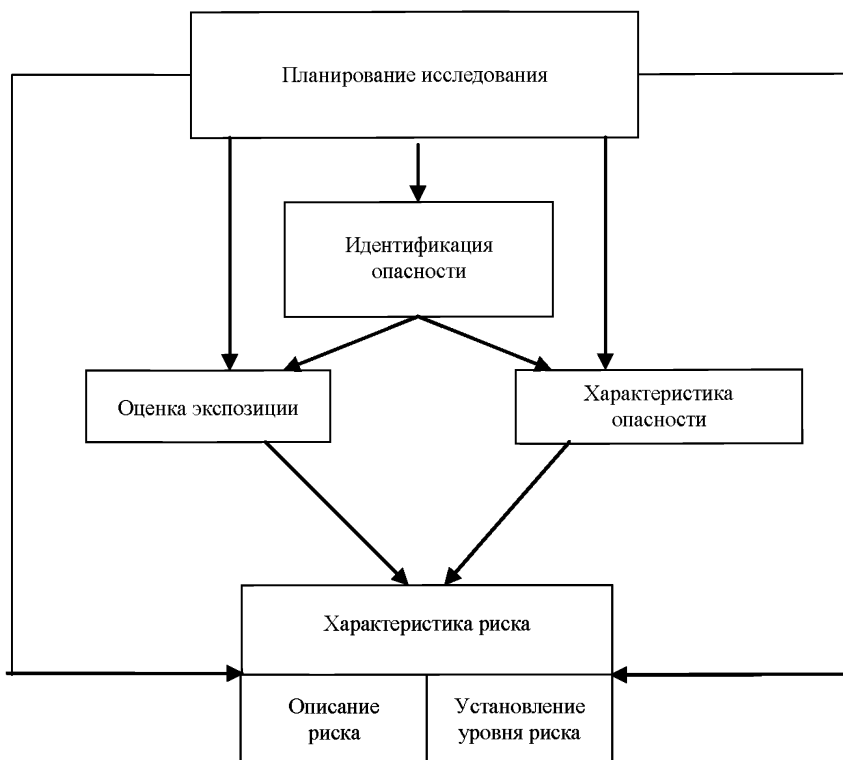 Планирование исследования
Идентификация
опасности
Оценка экспозиции
Характеристика
опасности
Характеристика риска
Описание
риска
Установление
уровня риска